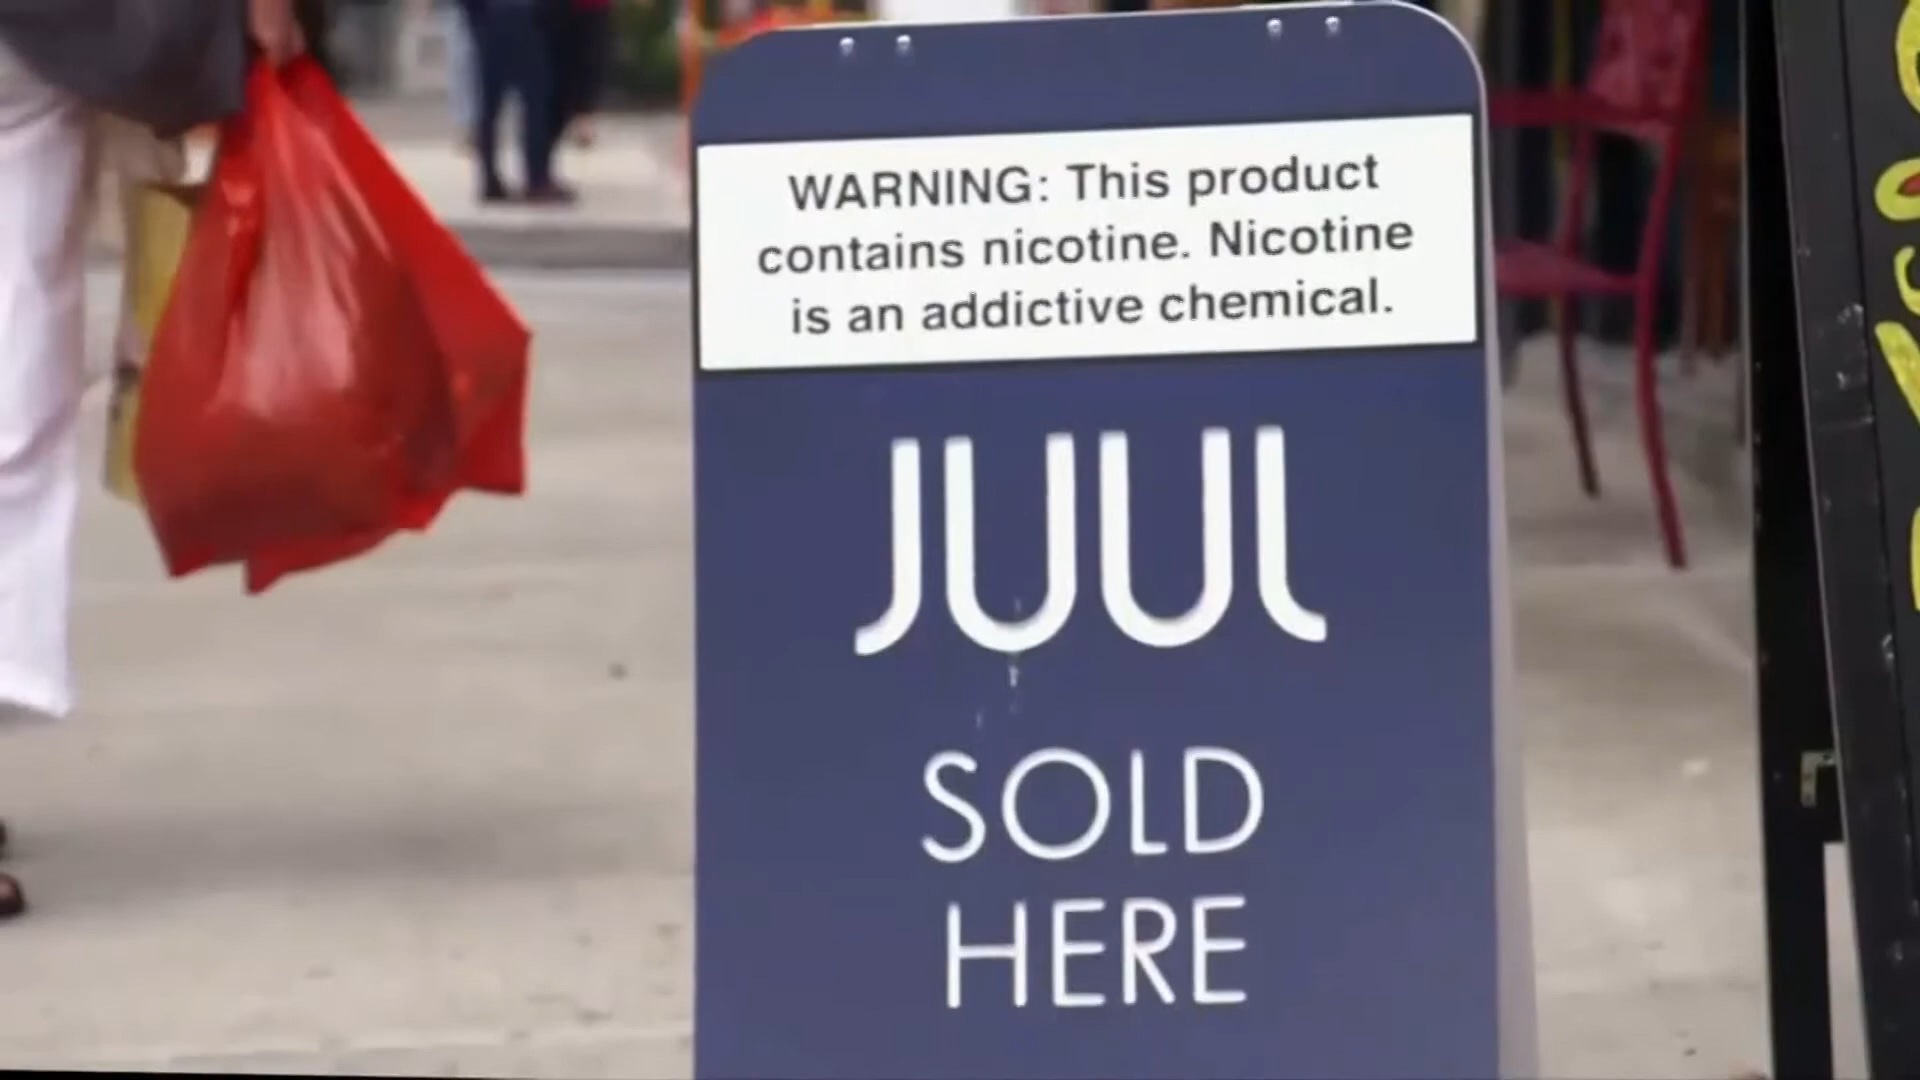 WARNING: This product
contains nicotine. Nicotine
is an addictive chemical.
JUUL
SOLD
HERE